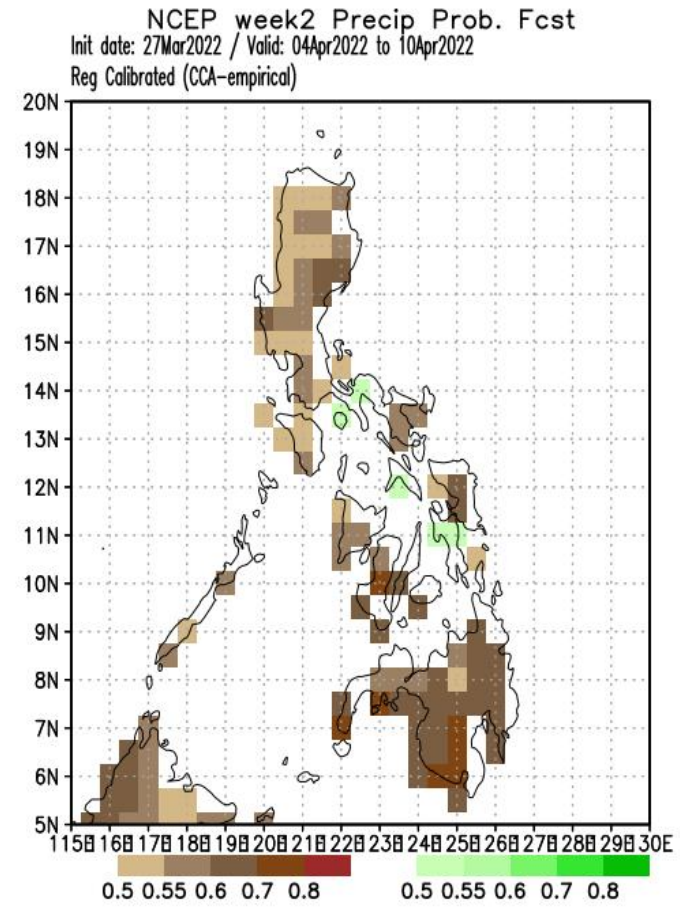 NCEP week2 Precip Prob. Fcst
Init date: 27Mar2022 / Valid: 04Apr2022 to 10Apr2022
Reg Calibrated (CCA-empirical)
20N
19N
18N
17N
16N
15N
14N
13N
12N
11N
10N
9N
8N
7N
6N
5N
115E 116E 117E 118E 119E 120E 121E 122E 123E 124E 125E 126E 127E 128E 129E 130E
0.5 0.55 0.6 0.7 0.8 0.5 0.55 0.6 0.7 0.8